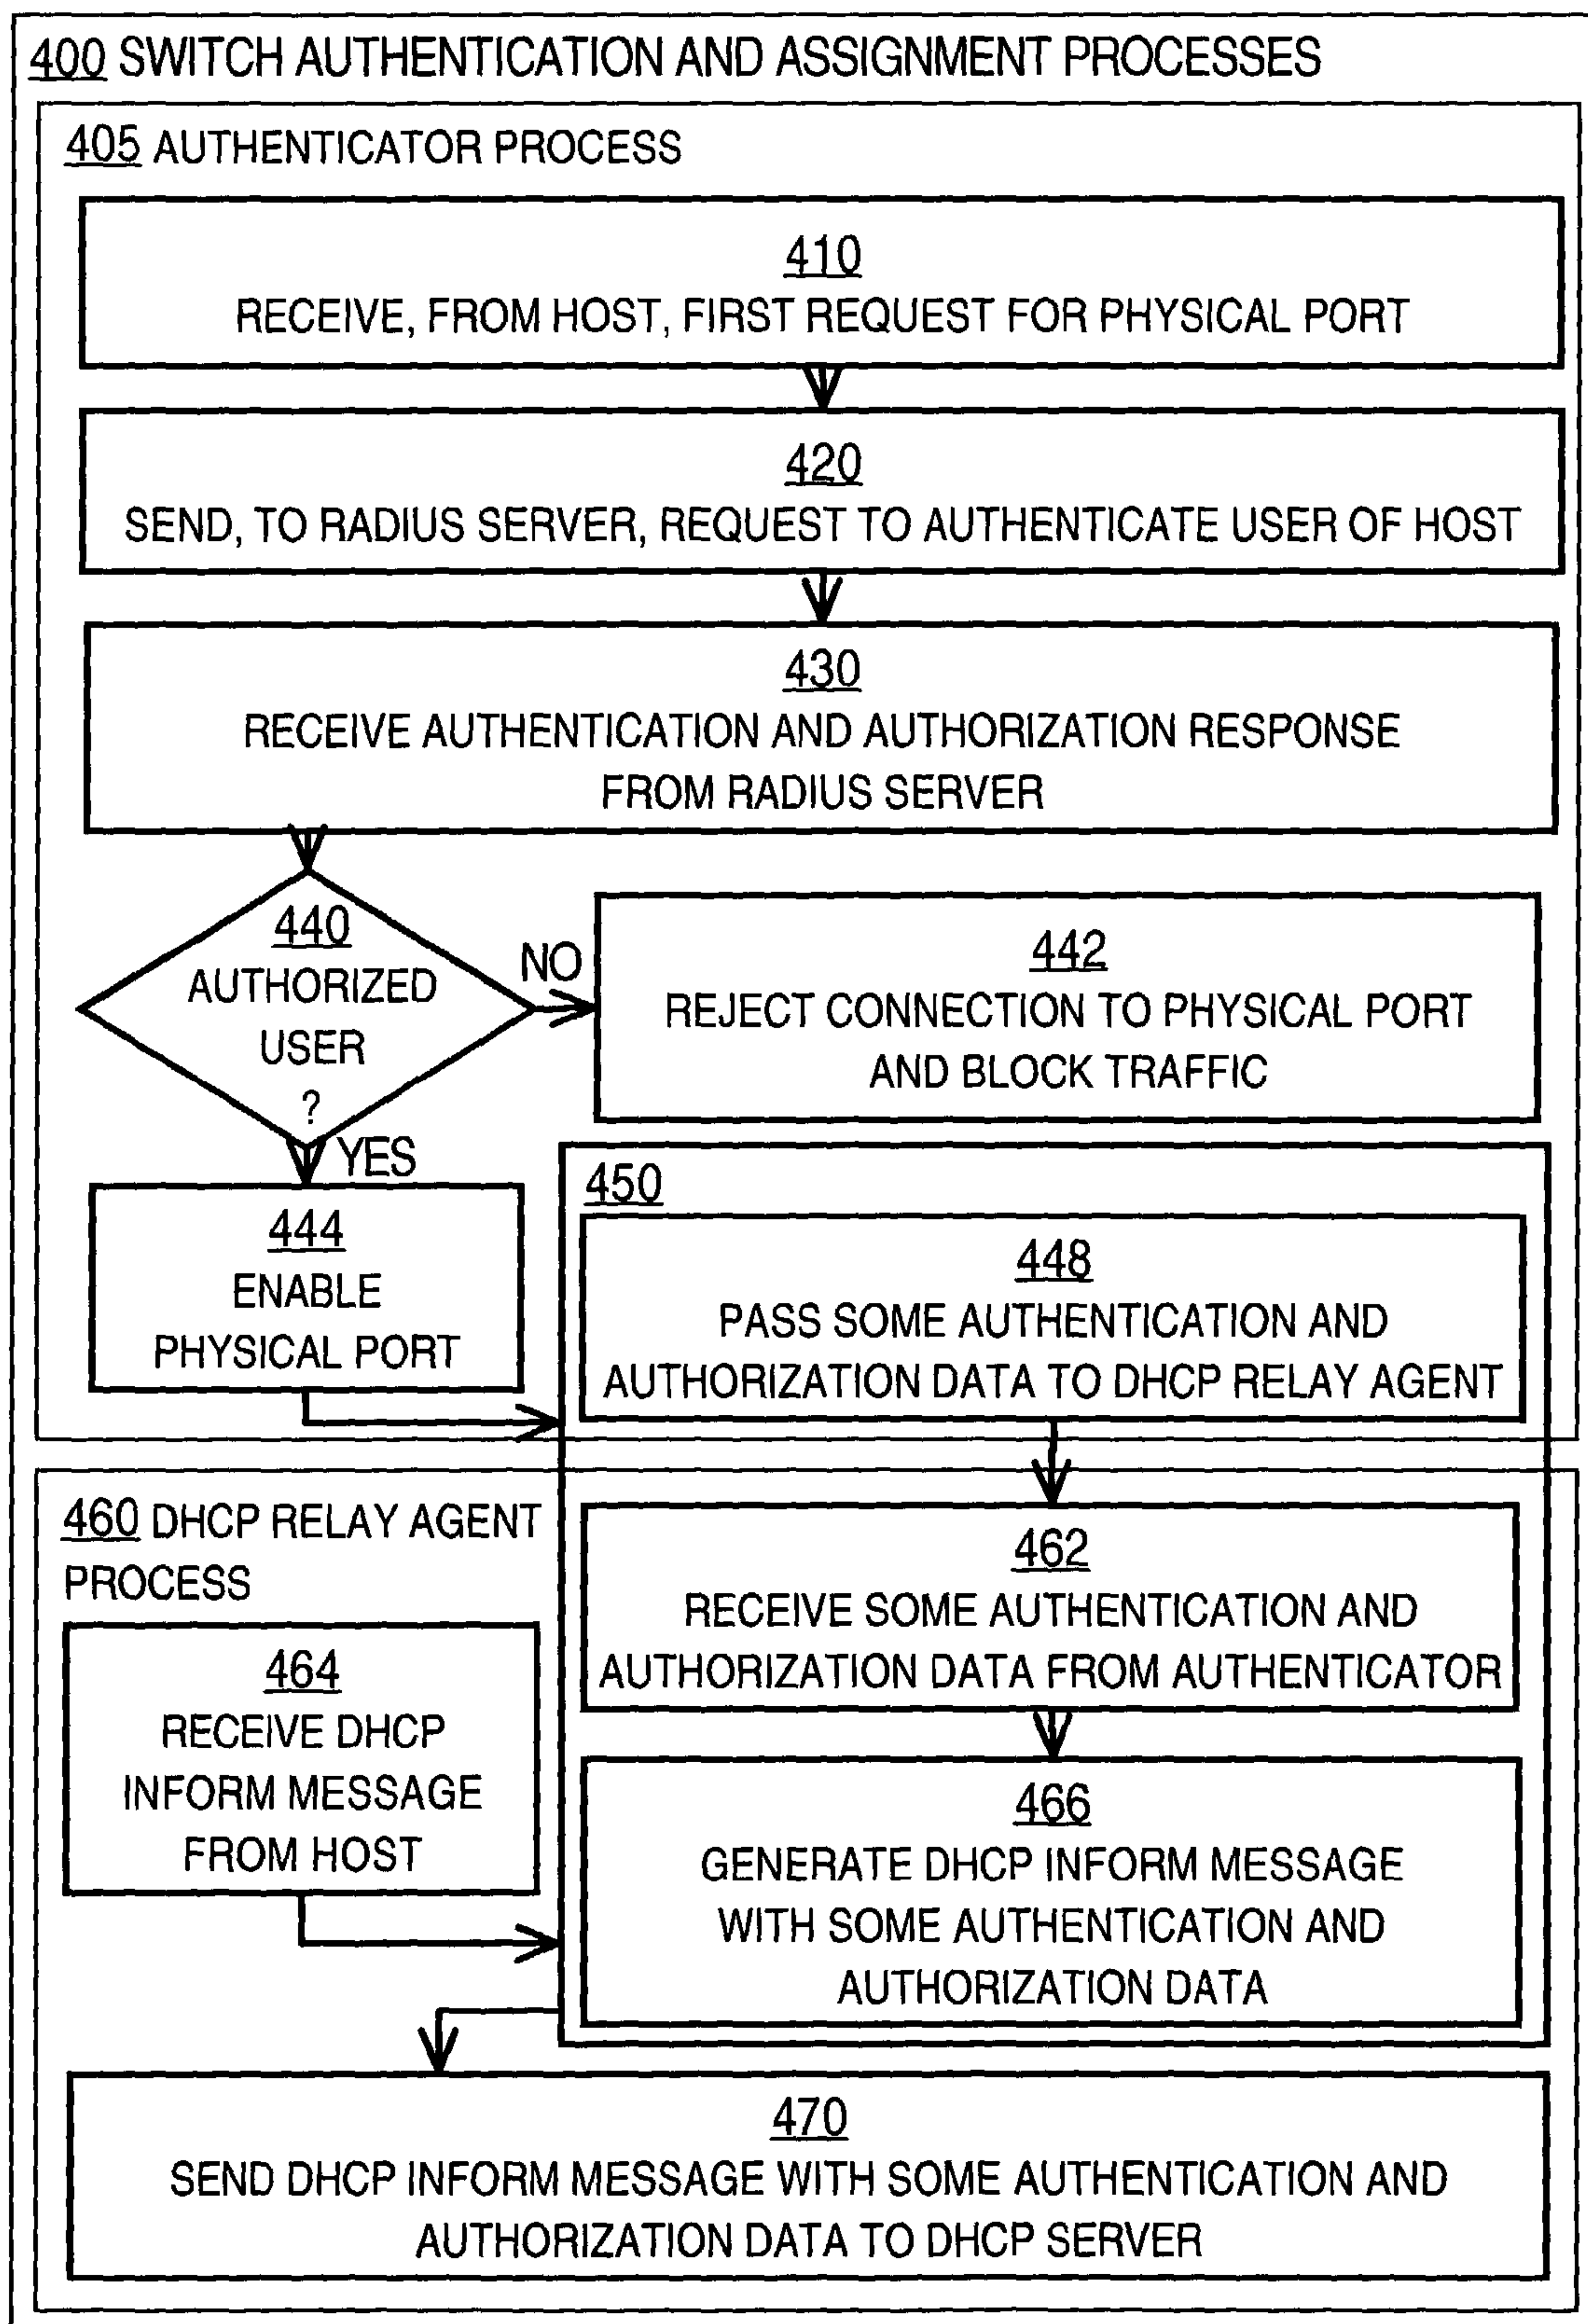 400 SWITCH AUTHENTICATION AND ASSIGNMENT PROCESSES
405 AUTHENTICATOR PROCESS
410
RECEIVE, FROM HOST, FIRST REQUEST FOR PHYSICAL PORT
420
SEND, TO RADIUS SERVER, REQUEST TO AUTHENTICATE USER OF HOST
430
RECEIVE AUTHENTICATION AND AUTHORIZATION RESPONSE
FROM RADIUS SERVER
440
AUTHORIZED
USER
?
NO
442
REJECT CONNECTION TO PHYSICAL PORT
AND BLOCK TRAFFIC
YES
444
ENABLE
PHYSICAL PORT
450
448
PASS SOME AUTHENTICATION AND
AUTHORIZATION DATA TO DHCP RELAY AGENT
460 DHCP RELAY AGENT
PROCESS
462
RECEIVE SOME AUTHENTICATION AND
AUTHORIZATION DATA FROM AUTHENTICATOR
464
RECEIVE DHCP
INFORM MESSAGE
FROM HOST
466
GENERATE DHCP INFORM MESSAGE
WITH SOME AUTHENTICATION AND
AUTHORIZATION DATA
470
SEND DHCP INFORM MESSAGE WITH SOME AUTHENTICATION AND
AUTHORIZATION DATA TO DHCP SERVER